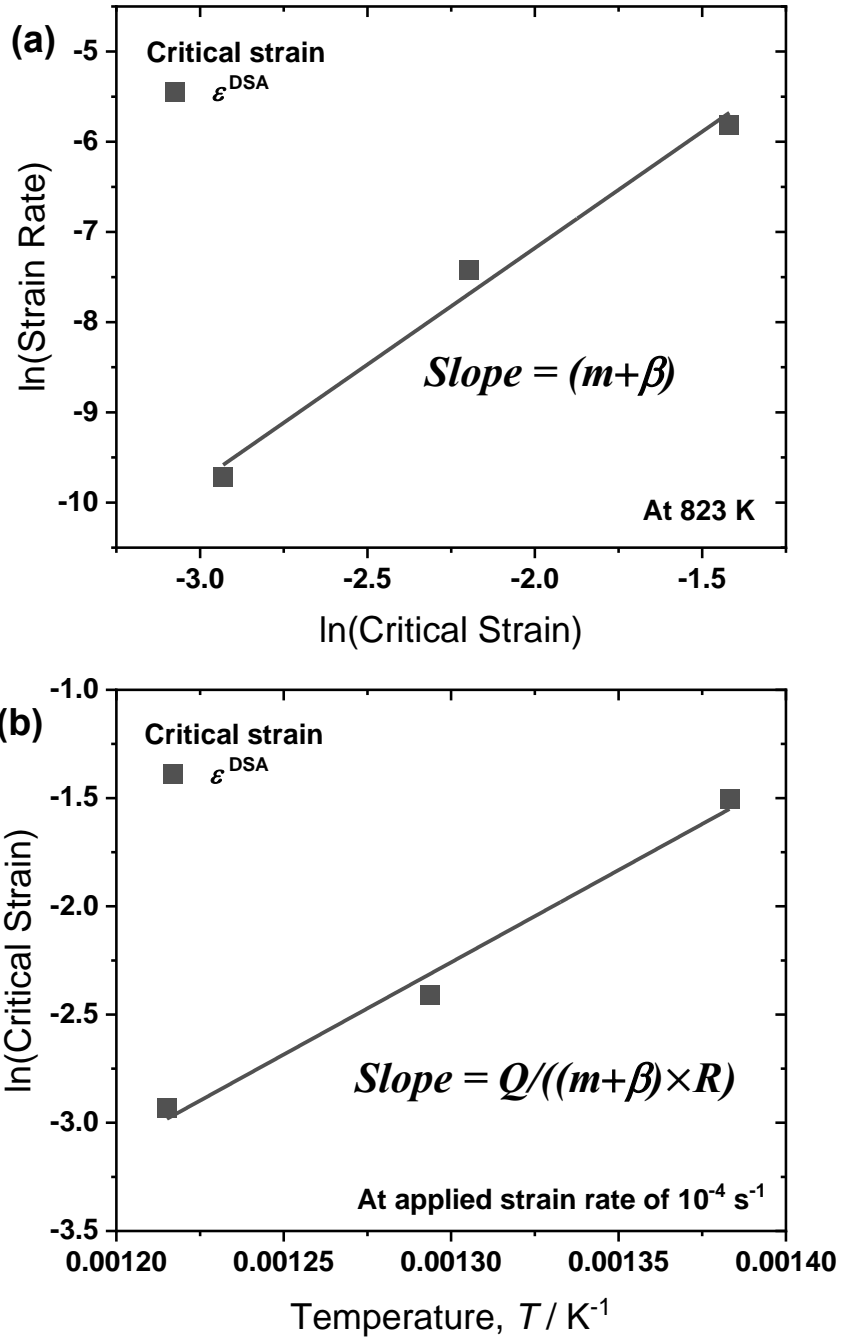 (a)
Critical strain
ε^DSA
-5
-6
-7
-8
-9
-10
ln(Strain Rate)
Slope = (m+β)
At 823 K
-3.0 -2.5 -2.0 -1.5
ln(Critical Strain)
(b)
Critical strain
ε^DSA
-1.0
-1.5
-2.0
-2.5
-3.0
-3.5
ln(Critical Strain)
Slope = Q/((m+β)×R)
At applied strain rate of 10⁻⁴ s⁻¹
0.00120 0.00125 0.00130 0.00135 0.00140
Temperature, T / K⁻¹